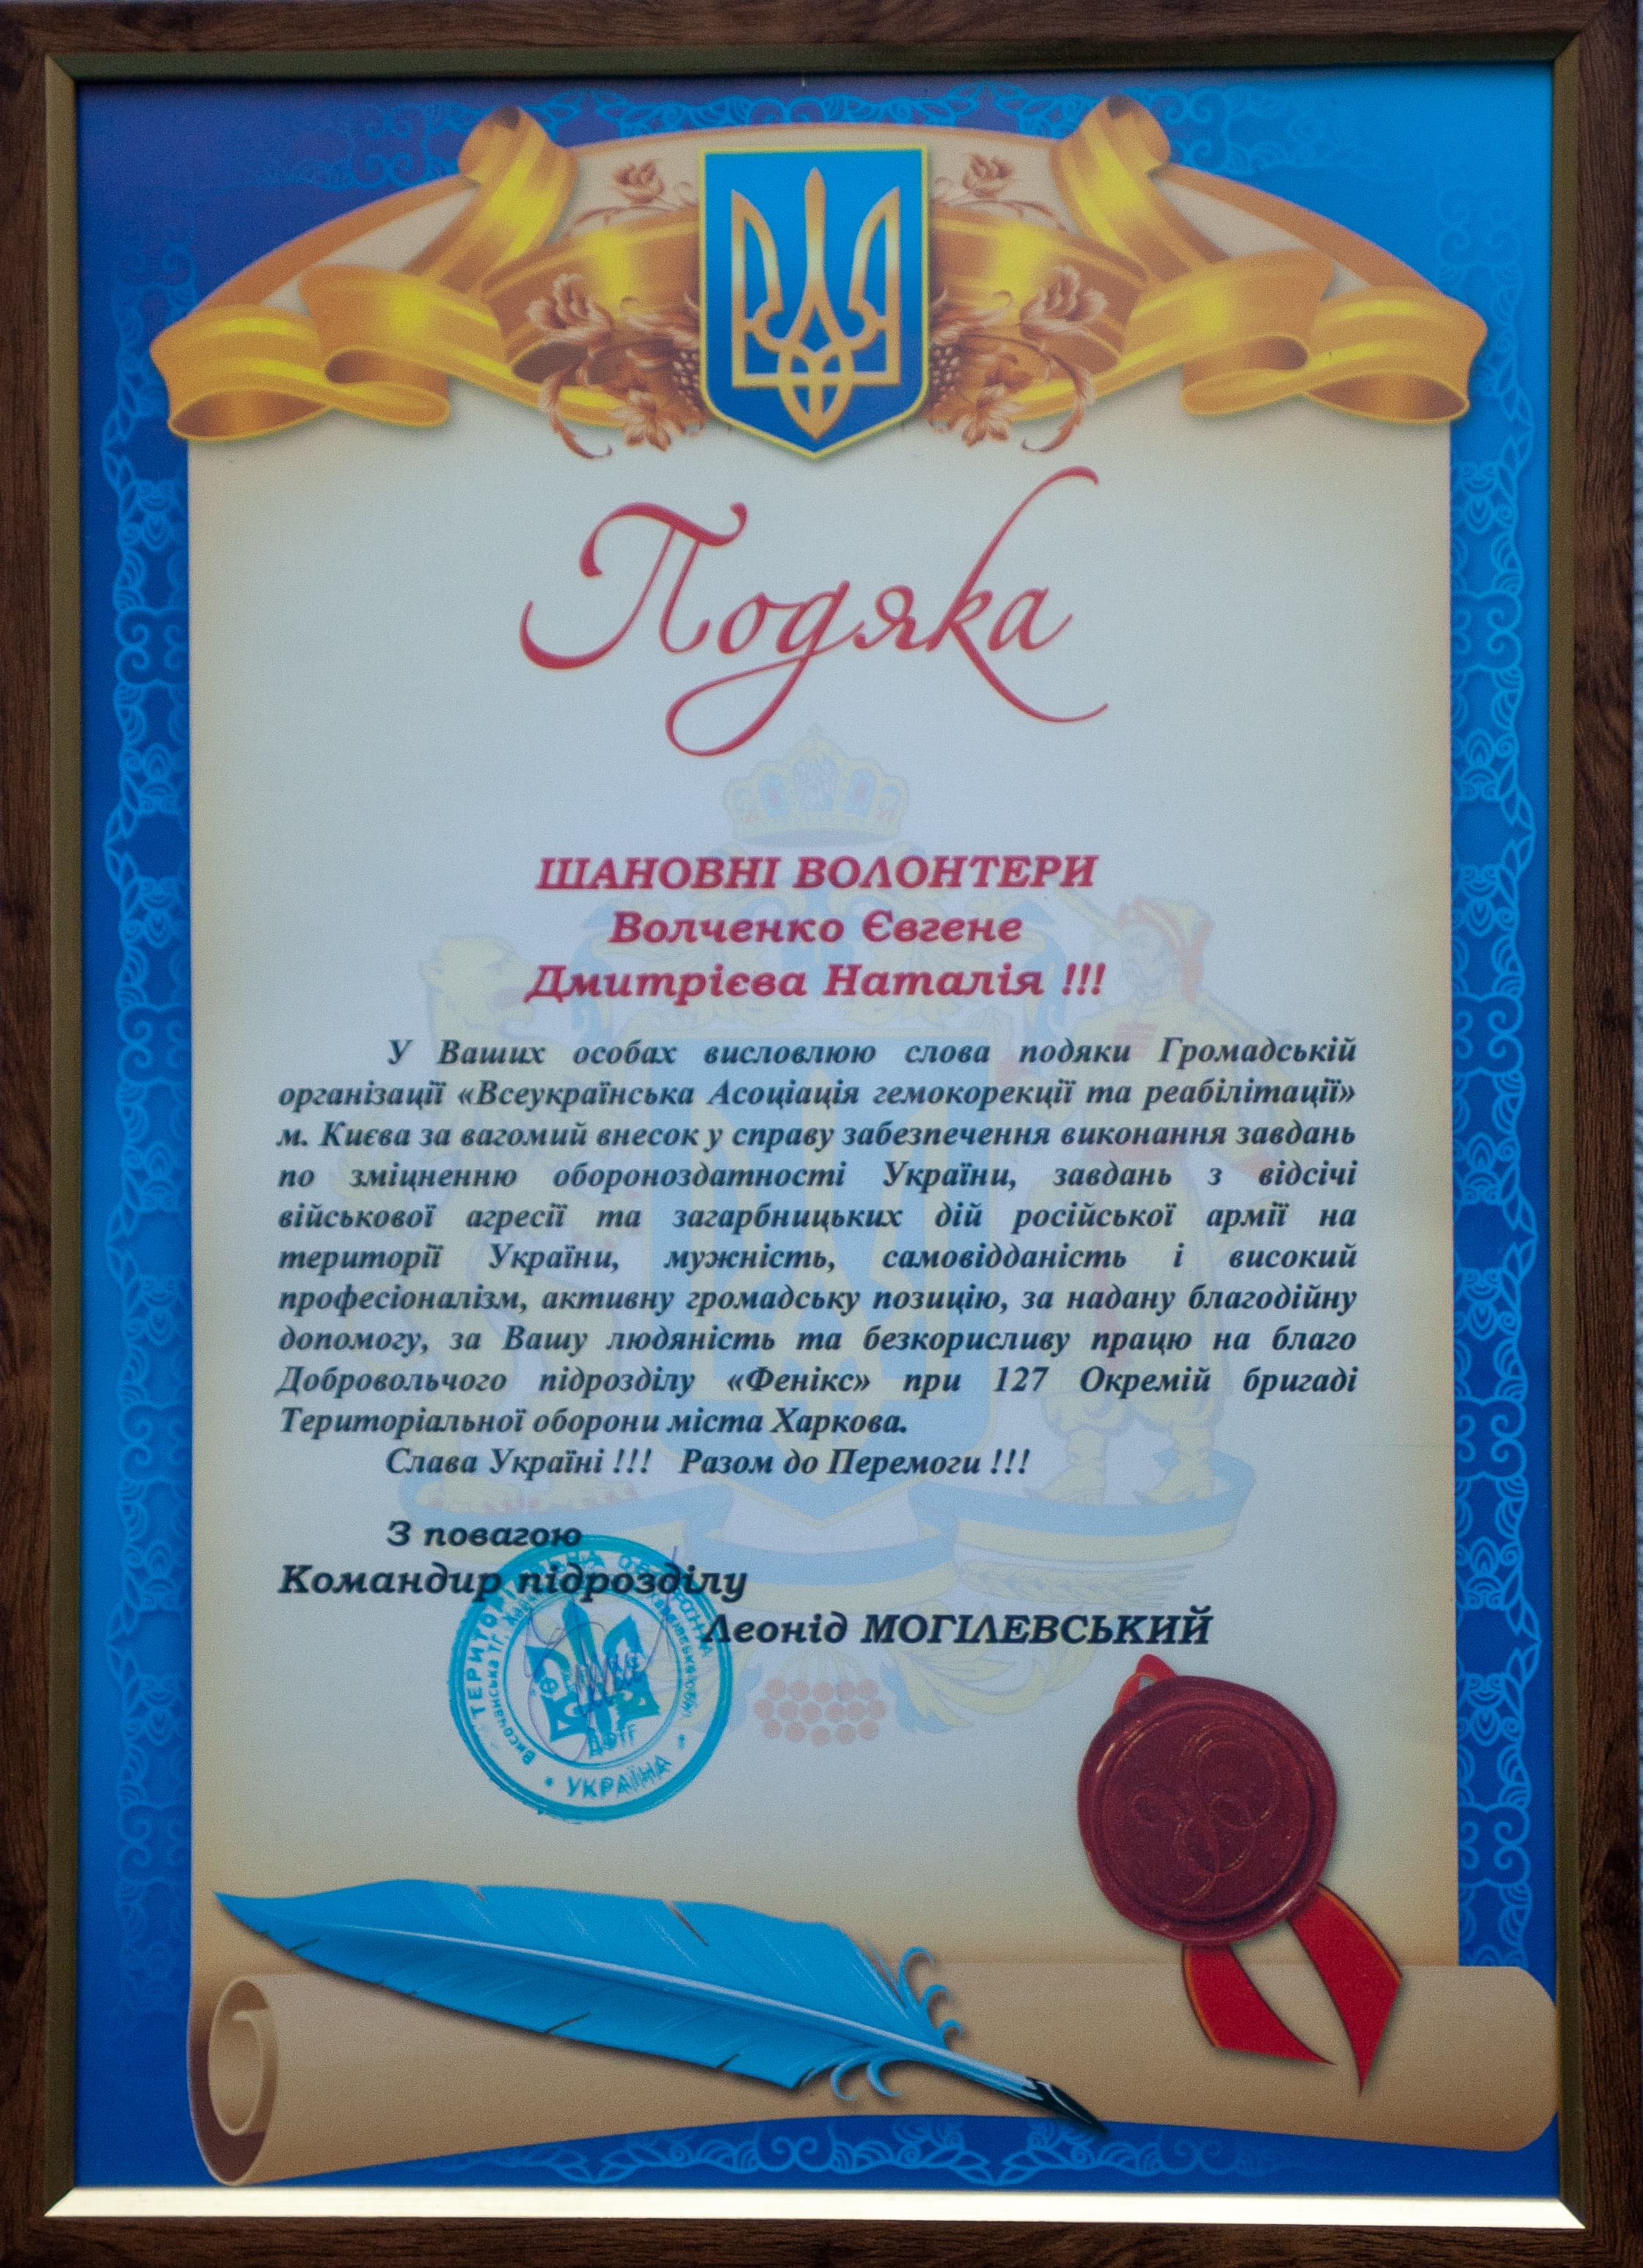 Подяка
ШАНОВНІ ВОЛОНТЕРИ
Волченко Євгене
Дмитрієва Наталія !!!
У Ваших особах висловлюю слова подяки Громадській
організації «Всеукраїнська Асоціація гемокорекції та реабілітації»
м. Києва за вагомий внесок у справу забезпечення виконання завдань
по зміцненню обороноздатності України, завдань з відсічі
військової агресії та загарбницьких дій російської армії на
території України, мужність, самовідданість і високий
професіоналізм, активну громадську позицію, за надану благодійну
допомогу, за Вашу людяність та безкорисливу працю на благо
Добровольчого підрозділу «Фенікс» при 127 Окремій бригаді
Територіальної оборони міста Харкова.
Слава Україні !!! Разом до Перемоги !!!
З повагою
Командир підрозділу
Леонід МОГІЛЕВСЬКИЙ
ТЕРИТОРІАЛЬНА ОБОРОНА
Височанська ТГ
ДФТГ
УКРАЇНА